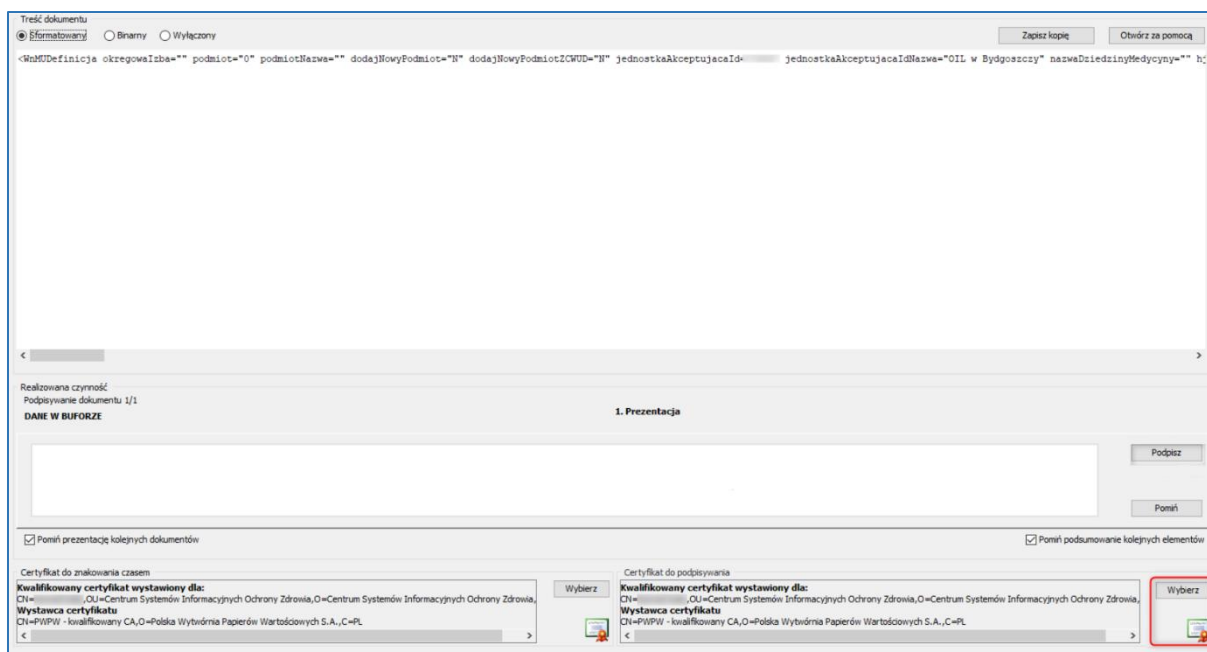 Treść dokumentu
Sformatowany Binarny Wyłączony Zapisz kopię Otwórz za pomocą
<WnMUDefinicja okregowaIzba="" podmiot="0" podmiotNazwa="" dodajNowyPodmiot="N" dodajNowyPodmiotZCWUD="N" jednostkaAkceptujacaId= jednostkaAkceptujacaIdNazwa="OIL w Bydgoszczy" nazwaDziedzinyMedycyny=""
Realizowana czynność
Podpisywanie dokumentu 1/1
DANE W BUFORZE 1. Prezentacja
Podpisz
Pomiń
Pomiń prezentację kolejnych dokumentów Pomiń podsumowanie kolejnych elementów
Certyfikat do znakowania czasem
Kwalifikowany certyfikat wystawiony dla: Wybierz
CN= ,OU=Centrum Systemów Informacyjnych Ochrony Zdrowia,O=Centrum Systemów Informacyjnych Ochrony Zdrowia,
Wystawca certyfikatu
CN=PWPW - kwalifikowany CA,O=Polska Wytwórnia Papierów Wartościowych S.A.,C=PL
Certyfikat do podpisywania
Kwalifikowany certyfikat wystawiony dla: Wybierz
CN= ,OU=Centrum Systemów Informacyjnych Ochrony Zdrowia,O=Centrum Systemów Informacyjnych Ochrony Zdrowia,
Wystawca certyfikatu
CN=PWPW - kwalifikowany CA,O=Polska Wytwórnia Papierów Wartościowych S.A.,C=PL